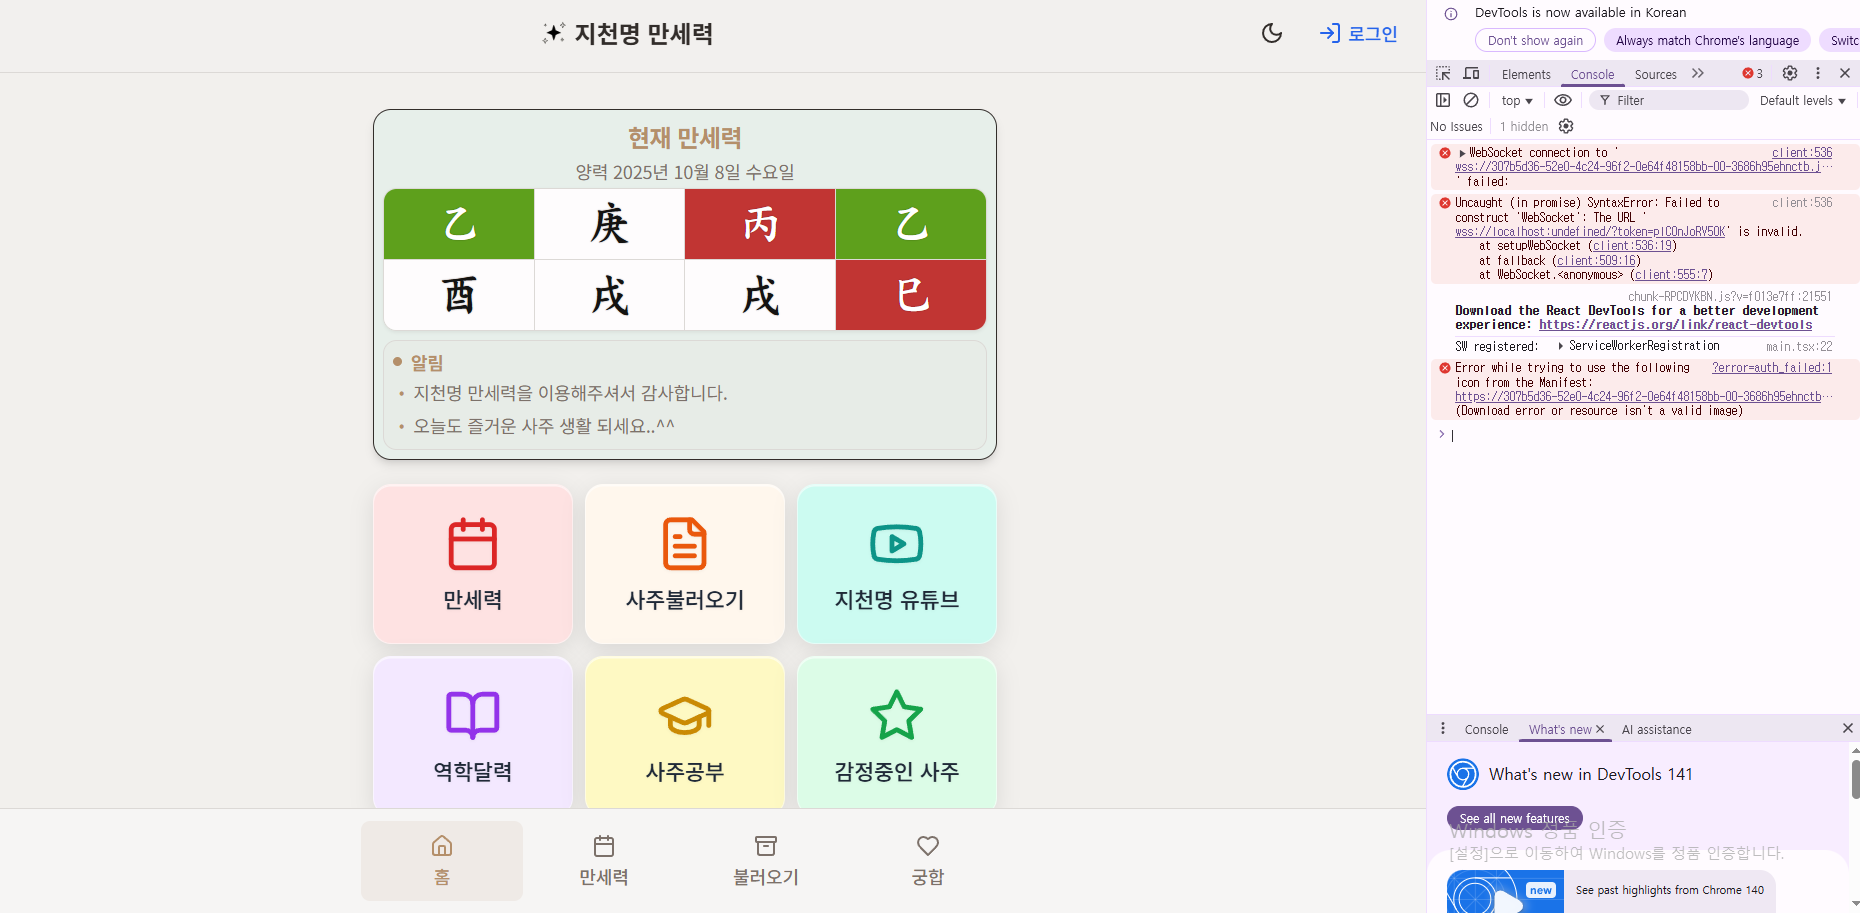 지천명 만세력
로그인
현재 만세력
양력 2025년 10월 8일 수요일
乙 庚 丙 乙
酉 戌 戌 巳
알림
• 지천명 만세력을 이용해주셔서 감사합니다.
• 오늘도 즐거운 사주 생활 되세요..^^
만세력 사주불러오기 지천명 유튜브
역학달력 사주공부 감정중인 사주
홈 만세력 불러오기 궁합
DevTools is now available in Korean
Don't show again Always match Chrome's language Switc
Elements Console Sources 3
top Filter Default levels
No Issues 1 hidden
WebSocket connection to ' client:536
wss://307b5d36-52e0-4c24-96f2-0e64f48158bb-00-3686h95ehnctb.j…
' failed:
Uncaught (in promise) SyntaxError: Failed to client:536
construct 'WebSocket': The URL '
wss://localhost:undefined/?token=plCOnJoRV5OK' is invalid.
at setupWebSocket (client:536:19)
at fallback (client:509:16)
at WebSocket.<anonymous> (client:555:7)
chunk-RPCDYKBN.js?v=f013e7ff:21551
Download the React DevTools for a better development
experience: https://reactjs.org/link/react-devtools
SW registered: ServiceWorkerRegistration main.tsx:22
Error while trying to use the following ?error=auth_failed:1
icon from the Manifest:
https://307b5d36-52e0-4c24-96f2-0e64f48158bb-00-3686h95ehnctb…
(Download error or resource isn't a valid image)
Console What's new AI assistance
What's new in DevTools 141
See all new features
Windows 정품 인증
[설정]으로 이동하여 Windows를 정품 인증합니다.
new See past highlights from Chrome 140